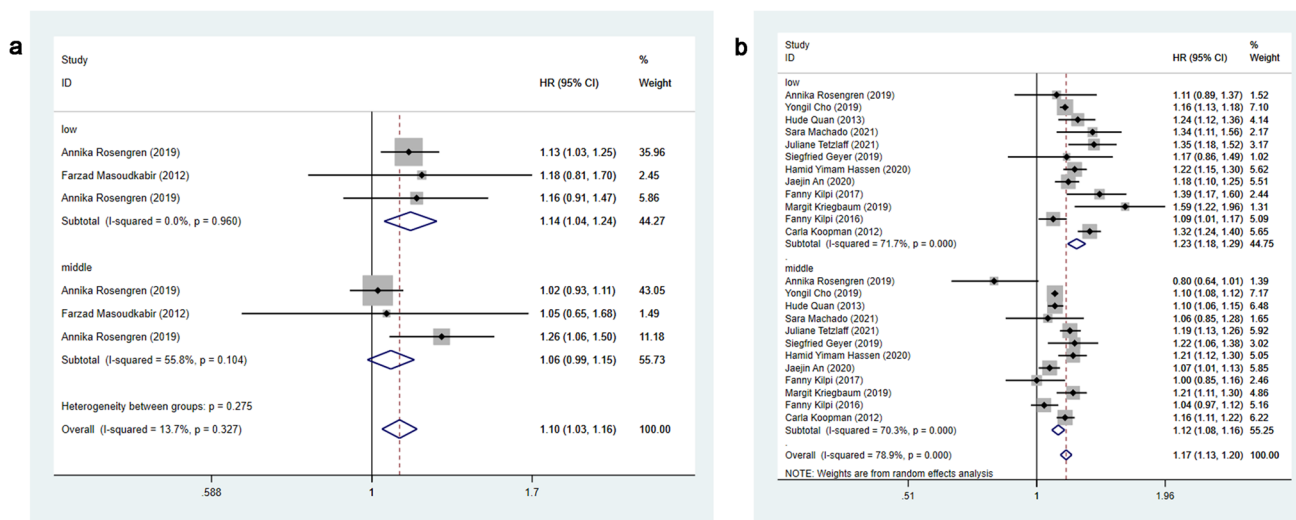 a
Study %
ID HR (95% CI) Weight
low
Annika Rosengren (2019) 1.13 (1.03, 1.25) 35.96
Farzad Masoudkabir (2012) 1.18 (0.81, 1.70) 2.45
Annika Rosengren (2019) 1.16 (0.91, 1.47) 5.86
Subtotal (I-squared = 0.0%, p = 0.960) 1.14 (1.04, 1.24) 44.27
middle
Annika Rosengren (2019) 1.02 (0.93, 1.11) 43.05
Farzad Masoudkabir (2012) 1.05 (0.65, 1.68) 1.49
Annika Rosengren (2019) 1.26 (1.06, 1.50) 11.18
Subtotal (I-squared = 55.8%, p = 0.104) 1.06 (0.99, 1.15) 55.73
Heterogeneity between groups: p = 0.275
Overall (I-squared = 13.7%, p = 0.327) 1.10 (1.03, 1.16) 100.00
.588 1 1.7
b
Study %
ID HR (95% CI) Weight
low
Annika Rosengren (2019) 1.11 (0.89, 1.37) 1.52
Yongil Cho (2019) 1.16 (1.13, 1.18) 7.10
Hude Quan (2013) 1.24 (1.12, 1.36) 4.14
Sara Machado (2021) 1.34 (1.11, 1.56) 2.17
Juliane Tetzlaff (2021) 1.35 (1.18, 1.52) 3.17
Siegfried Geyer (2019) 1.17 (0.86, 1.49) 1.02
Hamid Yimam Hassen (2020) 1.22 (1.15, 1.30) 5.62
Jaejin An (2020) 1.18 (1.10, 1.25) 5.51
Fanny Kilpi (2017) 1.39 (1.17, 1.60) 2.44
Margit Kriegbaum (2019) 1.59 (1.22, 1.96) 1.31
Fanny Kilpi (2016) 1.09 (1.01, 1.17) 5.09
Carla Koopman (2012) 1.32 (1.24, 1.40) 5.65
Subtotal (I-squared = 71.7%, p = 0.000) 1.23 (1.18, 1.29) 44.75
.
middle
Annika Rosengren (2019) 0.80 (0.64, 1.01) 1.39
Yongil Cho (2019) 1.10 (1.08, 1.12) 7.17
Hude Quan (2013) 1.10 (1.06, 1.15) 6.48
Sara Machado (2021) 1.06 (0.85, 1.28) 1.65
Juliane Tetzlaff (2021) 1.19 (1.13, 1.26) 5.92
Siegfried Geyer (2019) 1.22 (1.06, 1.38) 3.02
Hamid Yimam Hassen (2020) 1.21 (1.12, 1.30) 5.05
Jaejin An (2020) 1.07 (1.01, 1.13) 5.85
Fanny Kilpi (2017) 1.00 (0.85, 1.16) 2.46
Margit Kriegbaum (2019) 1.21 (1.11, 1.30) 4.86
Fanny Kilpi (2016) 1.04 (0.97, 1.12) 5.16
Carla Koopman (2012) 1.16 (1.11, 1.22) 6.22
Subtotal (I-squared = 70.3%, p = 0.000) 1.12 (1.08, 1.16) 55.25
.
Overall (I-squared = 78.9%, p = 0.000) 1.17 (1.13, 1.20) 100.00
NOTE: Weights are from random effects analysis
.51 1 1.96